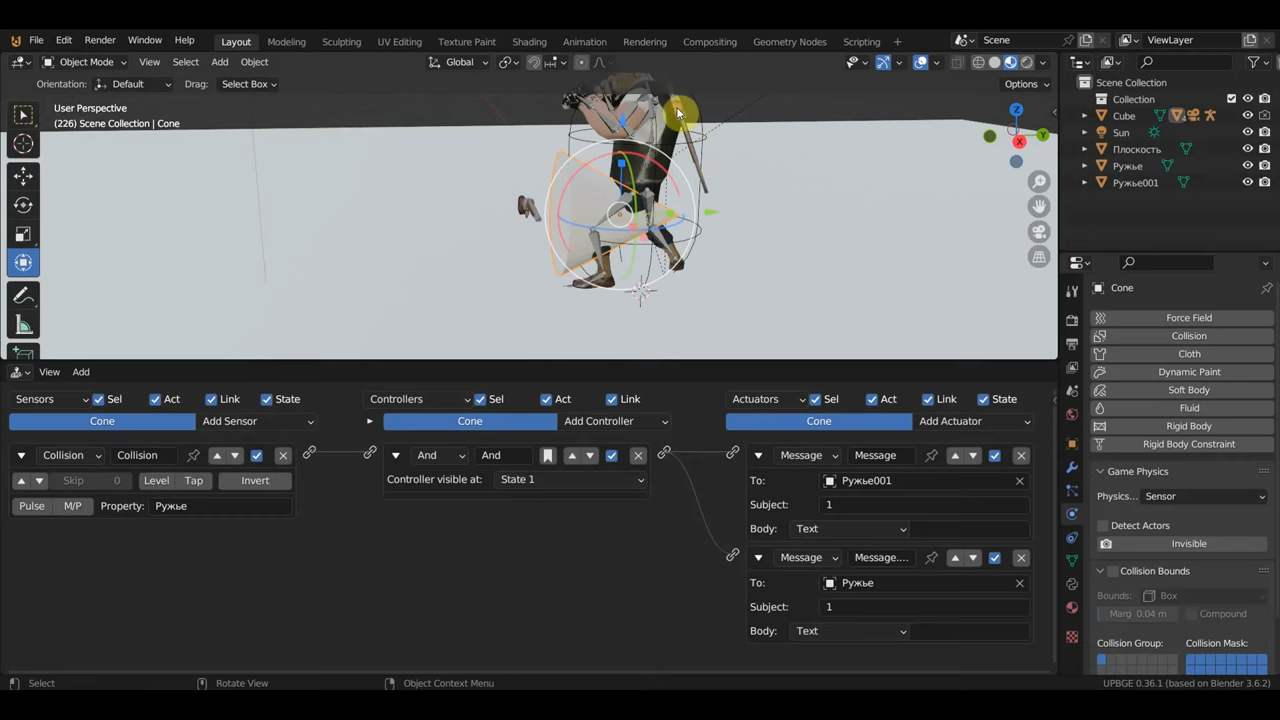 File Edit Render Window Help Layout Modeling Sculpting UV Editing Texture Paint Shading Animation Rendering Compositing Geometry Nodes Scripting + Scene ViewLayer
Object Mode View Select Add Object Global
Orientation: Default Drag: Select Box Options
User Perspective
(226) Scene Collection | Cone
Z
Y
X
Scene Collection
Collection
Cube
Sun
Плоскость
Ружье
Ружье001
View Add
Sensors Sel Act Link State Controllers Sel Act Link Actuators Sel Act Link State
Cone Add Sensor Cone Add Controller Cone Add Actuator
Collision Collision And And Message Message
Skip 0 Level Tap Invert Controller visible at: State 1 To: Ружье001
Pulse M/P Property: Ружье Subject: 1
Body: Text
Message Message....
To: Ружье
Subject: 1
Body: Text
Cone
Force Field
Collision
Cloth
Dynamic Paint
Soft Body
Fluid
Rigid Body
Rigid Body Constraint
Game Physics
Physics... Sensor
Detect Actors
Invisible
Collision Bounds
Bounds: Box
Marg 0.04 m Compound
Collision Group: Collision Mask:
Select Rotate View Object Context Menu UPBGE 0.36.1 (based on Blender 3.6.2)